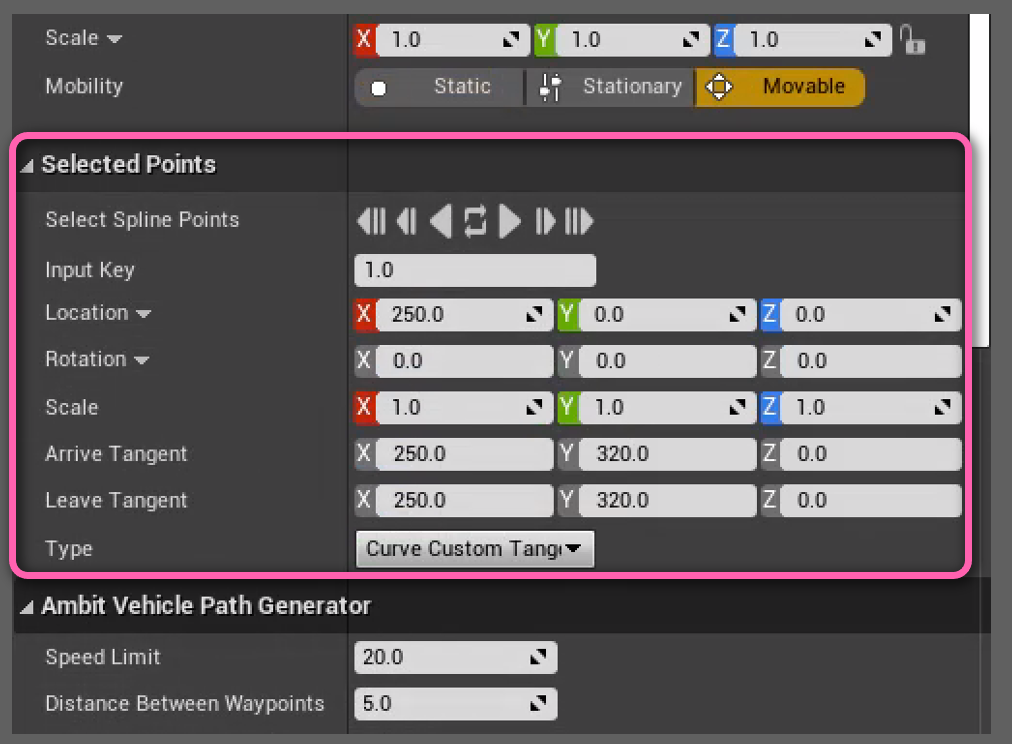 Scale X 1.0 Y 1.0 Z 1.0
Mobility Static Stationary Movable
Selected Points
Select Spline Points
Input Key 1.0
Location X 250.0 Y 0.0 Z 0.0
Rotation X 0.0 Y 0.0 Z 0.0
Scale X 1.0 Y 1.0 Z 1.0
Arrive Tangent X 250.0 Y 320.0 Z 0.0
Leave Tangent X 250.0 Y 320.0 Z 0.0
Type Curve Custom Tange
Ambit Vehicle Path Generator
Speed Limit 20.0
Distance Between Waypoints 5.0